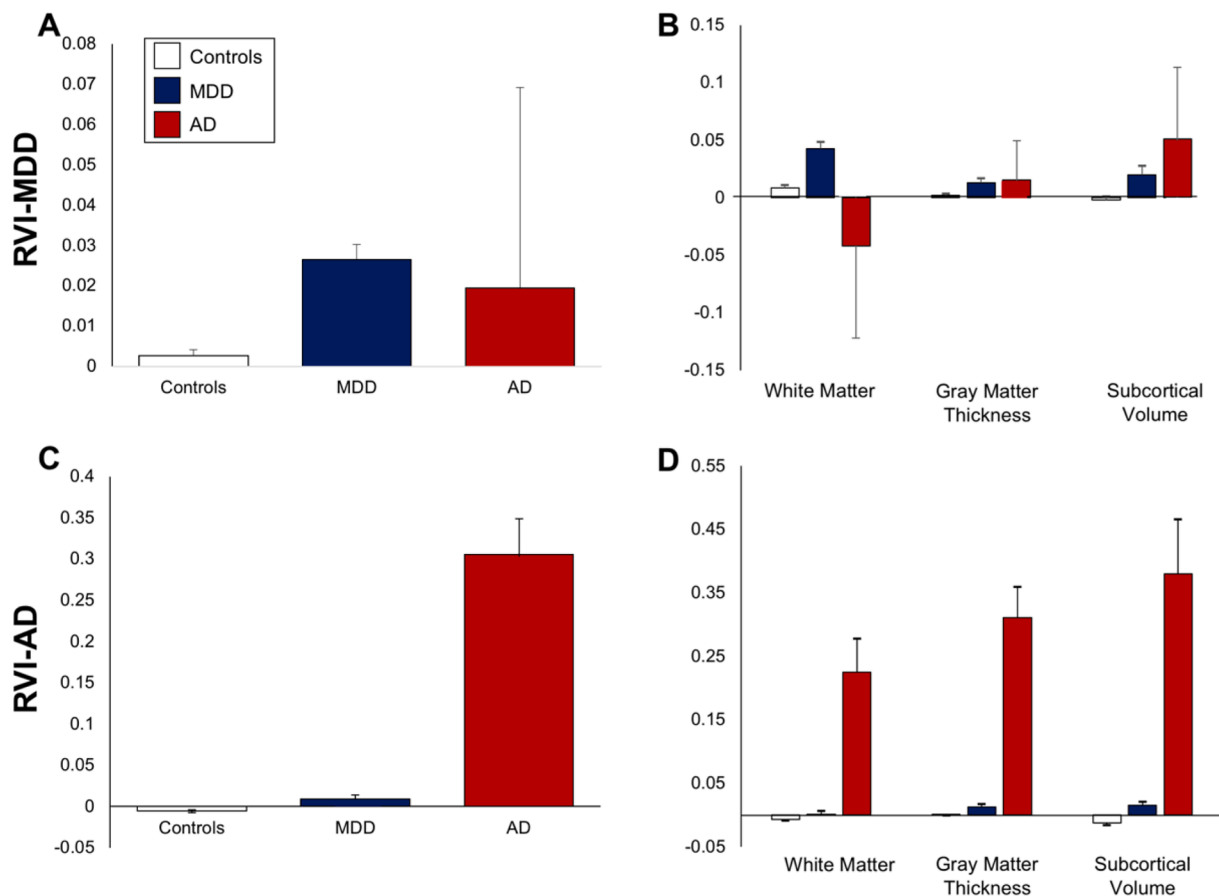 A
RVI-MDD
0.08
0.07
0.06
0.05
0.04
0.03
0.02
0.01
0
Controls
MDD
AD
Controls
MDD
AD
B
0.15
0.1
0.05
0
-0.05
-0.1
-0.15
White Matter
Gray Matter
Thickness
Subcortical
Volume
C
RVI-AD
0.4
0.35
0.3
0.25
0.2
0.15
0.1
0.05
0
-0.05
Controls
MDD
AD
D
0.55
0.45
0.35
0.25
0.15
0.05
-0.05
White Matter
Gray Matter
Thickness
Subcortical
Volume